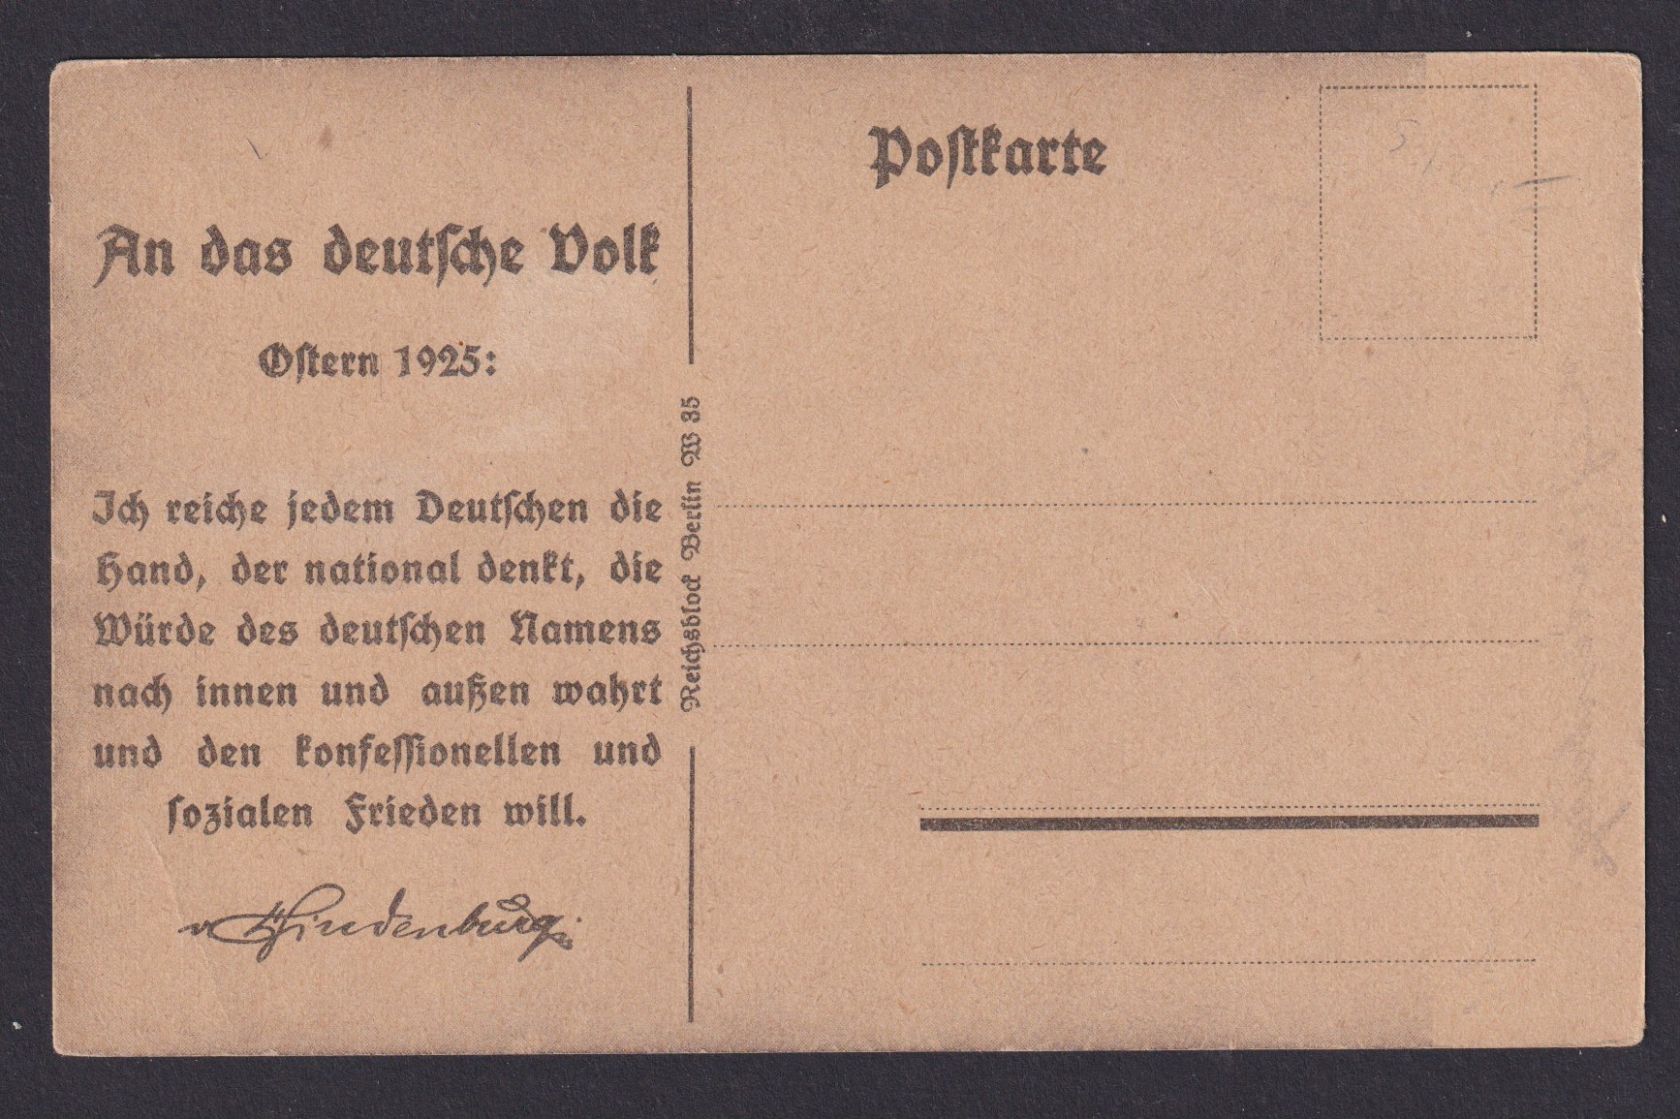 An das deutsche Volk
Ostern 1925:
Ich reiche jedem Deutschen die
Hand, der national denkt, die
Würde des deutschen Namens
nach innen und außen wahrt
und den konfessionellen und
sozialen Frieden will.
v Hindenburg
Reichsblock Berlin W 35
Postkarte